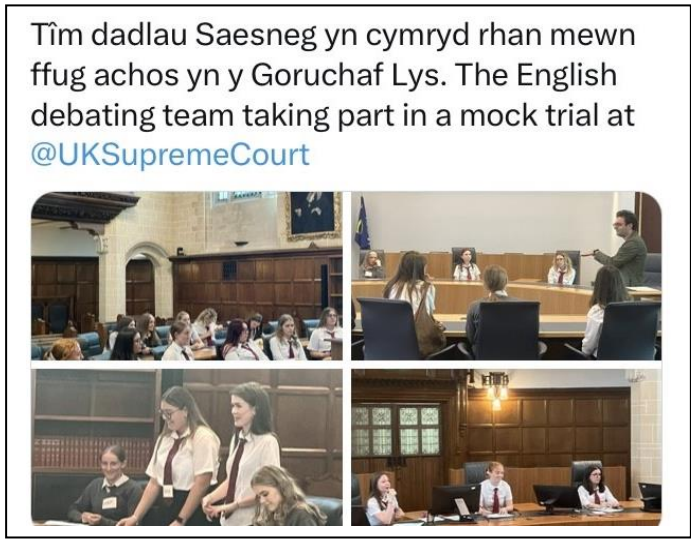 Tîm dadlau Saesneg yn cymryd rhan mewn
ffug achos yn y Goruchaf Lys. The English
debating team taking part in a mock trial at
@UKSupremeCourt